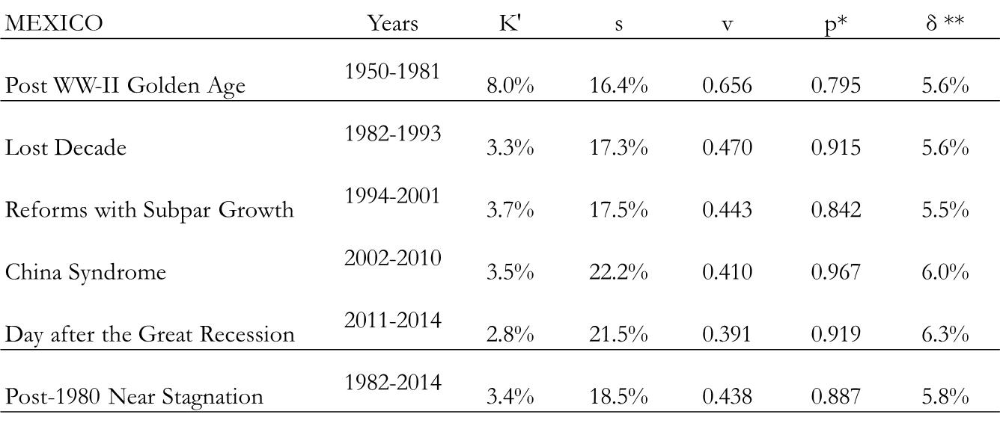 MEXICO Years K' s v p* δ **
Post WW-II Golden Age 1950-1981 8.0% 16.4% 0.656 0.795 5.6%
Lost Decade 1982-1993 3.3% 17.3% 0.470 0.915 5.6%
Reforms with Subpar Growth 1994-2001 3.7% 17.5% 0.443 0.842 5.5%
China Syndrome 2002-2010 3.5% 22.2% 0.410 0.967 6.0%
Day after the Great Recession 2011-2014 2.8% 21.5% 0.391 0.919 6.3%
Post-1980 Near Stagnation 1982-2014 3.4% 18.5% 0.438 0.887 5.8%